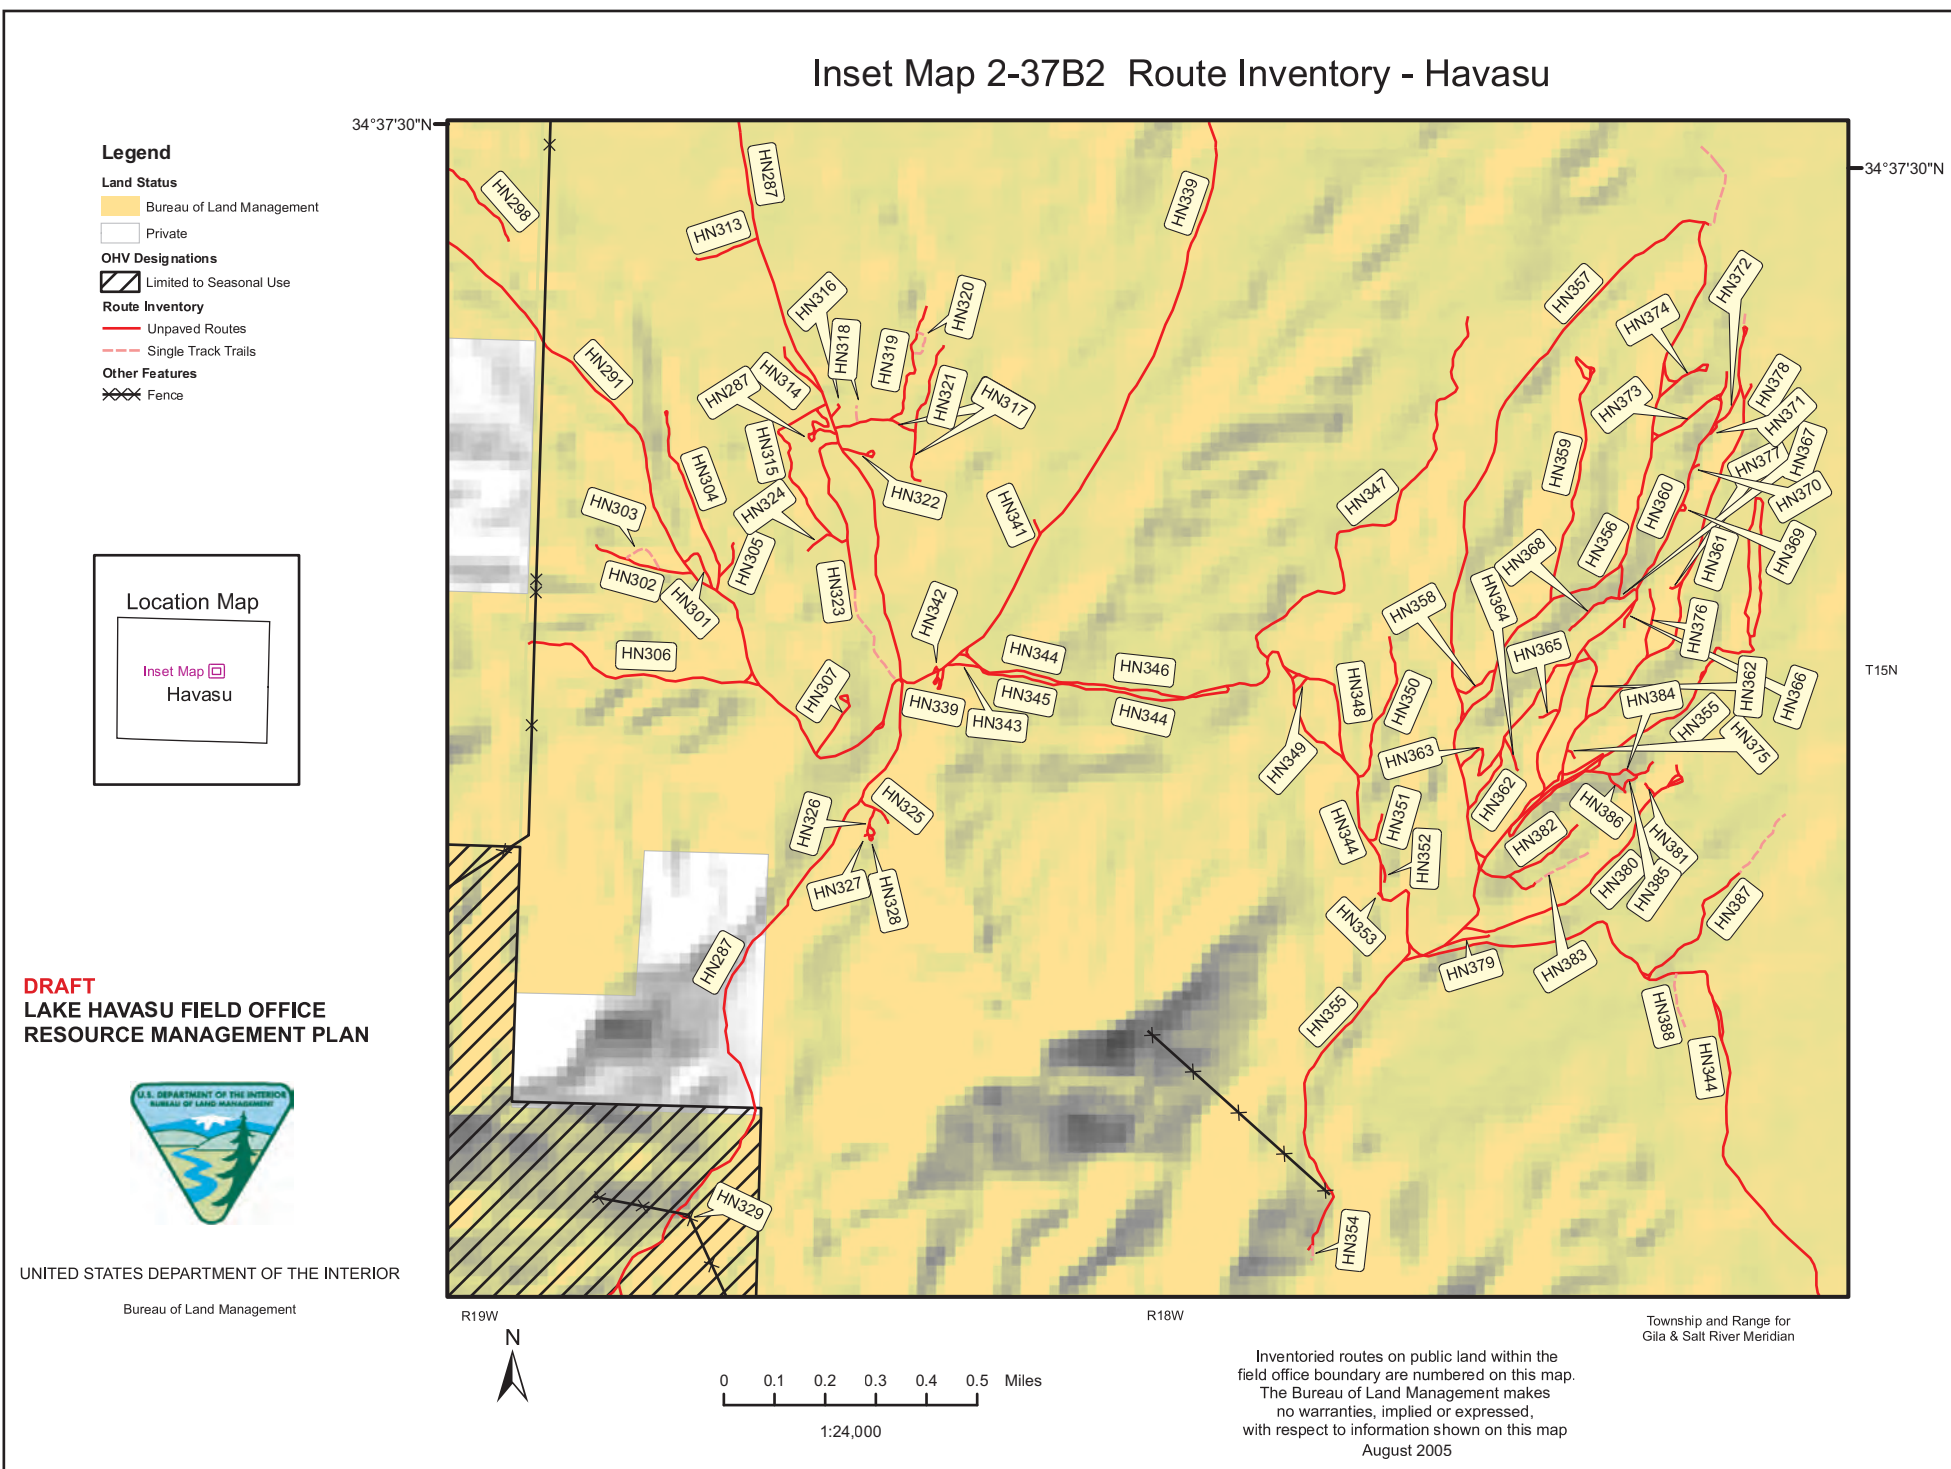 Inset Map 2-37B2 Route Inventory - Havasu
34°37'30"N
34°37'30"N
Legend
Land Status
Bureau of Land Management
Private
OHV Designations
Limited to Seasonal Use
Route Inventory
Unpaved Routes
Single Track Trails
Other Features
Fence
Location Map
Inset Map
Havasu
DRAFT
LAKE HAVASU FIELD OFFICE
RESOURCE MANAGEMENT PLAN
U.S. DEPARTMENT OF THE INTERIOR
BUREAU OF LAND MANAGEMENT
UNITED STATES DEPARTMENT OF THE INTERIOR
Bureau of Land Management
HN298
HN287
HN313
HN339
HN316
HN318
HN319
HN320
HN291
HN287
HN314
HN321
HN317
HN315
HN304
HN324
HN322
HN341
HN303
HN302
HN301
HN305
HN323
HN342
HN306
HN307
HN339
HN343
HN344
HN345
HN346
HN344
HN326
HN325
HN327
HN328
HN287
HN329
HN347
HN357
HN372
HN374
HN373
HN378
HN371
HN367
HN377
HN370
HN359
HN360
HN356
HN369
HN361
HN368
HN364
HN358
HN365
HN376
HN348
HN350
HN349
HN363
HN384
HN362
HN366
HN355
HN375
HN362
HN386
HN351
HN344
HN352
HN382
HN381
HN380
HN385
HN387
HN353
HN379
HN383
HN355
HN388
HN344
HN354
T15N
R19W
R18W
Township and Range for
Gila & Salt River Meridian
N
0 0.1 0.2 0.3 0.4 0.5 Miles
1:24,000
Inventoried routes on public land within the
field office boundary are numbered on this map.
The Bureau of Land Management makes
no warranties, implied or expressed,
with respect to information shown on this map
August 2005